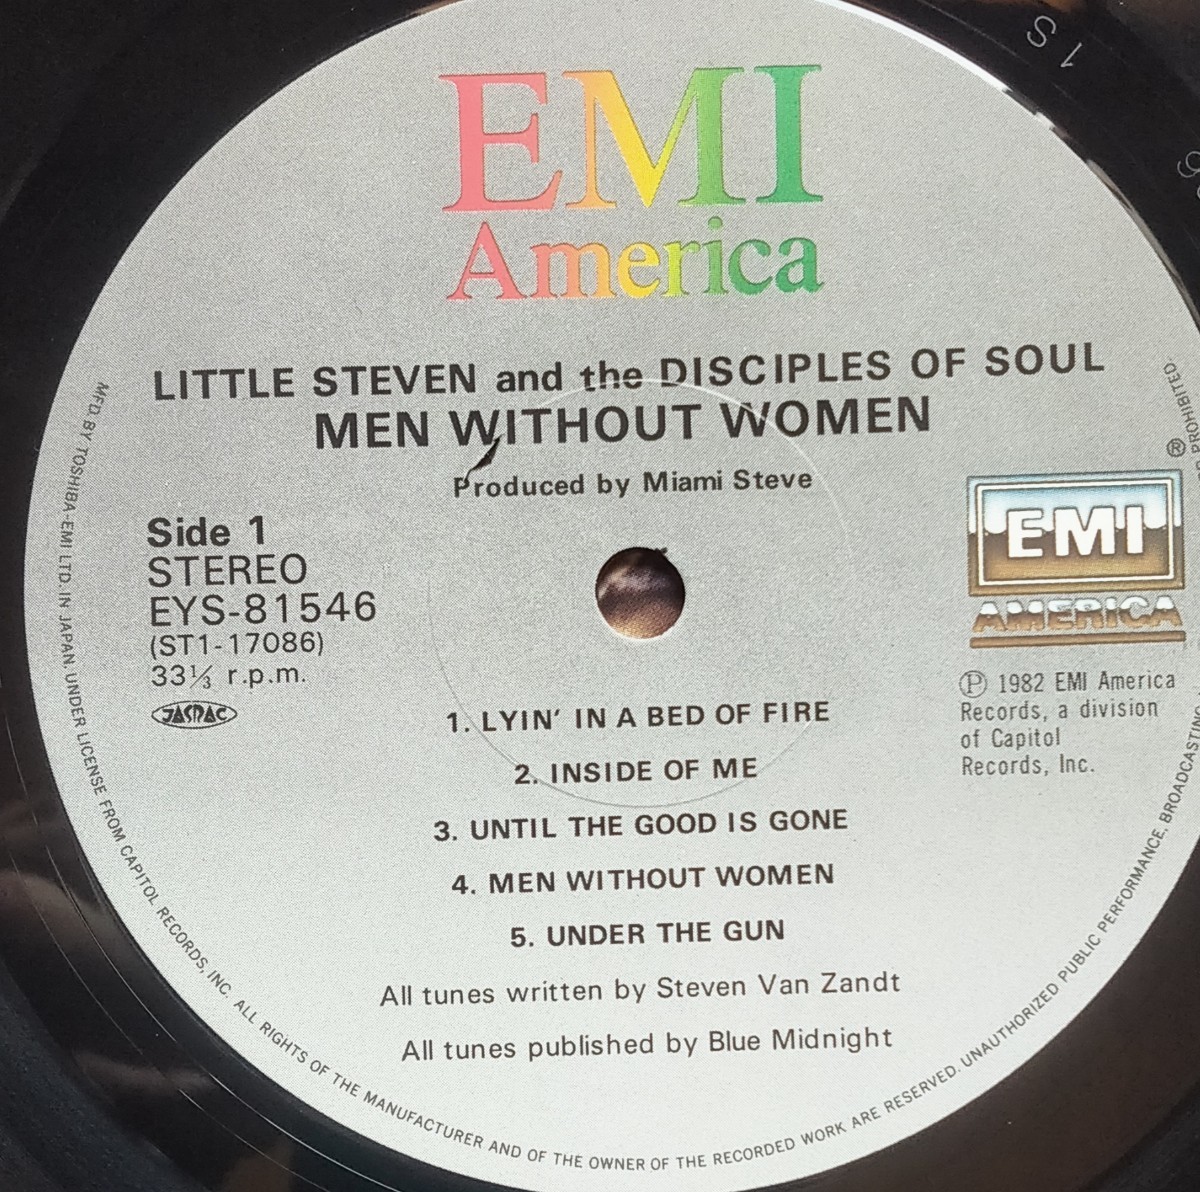 EMI
America
LITTLE STEVEN and the DISCIPLES OF SOUL
MEN WITHOUT WOMEN
Produced by Miami Steve
Side 1
STEREO
EYS-81546
(ST1-17086)
33⅓ r.p.m.
JASRAC
®
EMI
AMERICA
Ⓟ 1982 EMI America
Records, a division
of Capitol
Records, Inc.
1. LYIN' IN A BED OF FIRE
2. INSIDE OF ME
3. UNTIL THE GOOD IS GONE
4. MEN WITHOUT WOMEN
5. UNDER THE GUN
All tunes written by Steven Van Zandt
All tunes published by Blue Midnight
MFD. BY TOSHIBA-EMI LTD. IN JAPAN. UNDER LICENSE FROM CAPITOL RECORDS, INC. ALL RIGHTS OF THE MANUFACTURER AND OF THE OWNER OF THE RECORDED WORK ARE RESERVED. UNAUTHORIZED PUBLIC PERFORMANCE, BROADCASTING PROHIBITED.
1 S